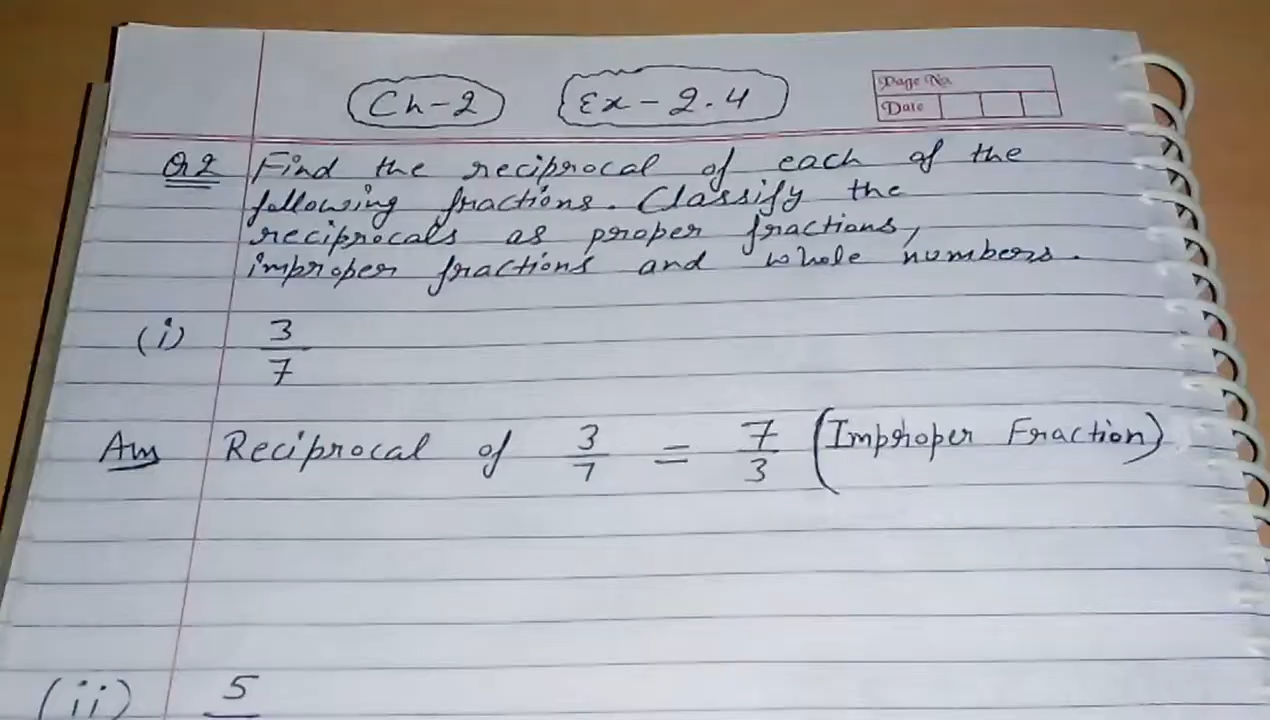 Ch-2 Ex-2.4
Page No.
Date
Q2 Find the reciprocal of each of the
following fractions. Classify the
reciprocals as proper fractions,
improper fractions and whole numbers.
(i) 3/7
Ans Reciprocal of 3/7 = 7/3 (Improper Fraction)
(ii) 5